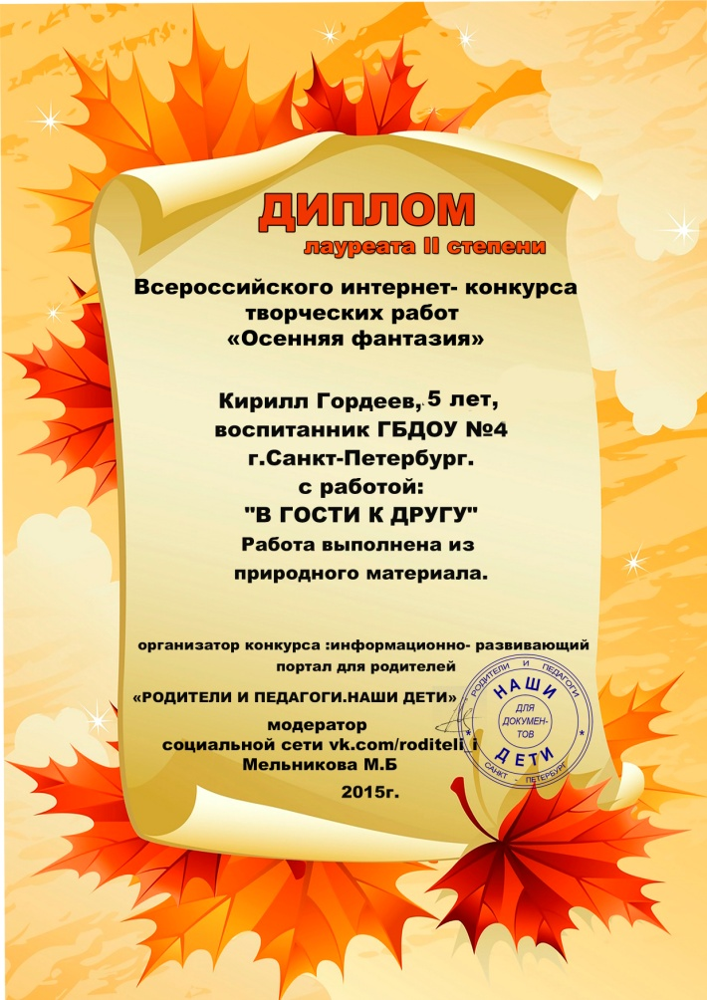 ДИПЛОМ
лауреата II степени
Всероссийского интернет- конкурса
творческих работ
«Осенняя фантазия»
Кирилл Гордеев, 5 лет,
воспитанник ГБДОУ №4
г.Санкт-Петербург.
с работой:
"В ГОСТИ К ДРУГУ"
Работа выполнена из
природного материала.
организатор конкурса :информационно- развивающий
портал для родителей
«РОДИТЕЛИ И ПЕДАГОГИ.НАШИ ДЕТИ»
модератор
социальной сети vk.com/roditeli_i
Мельникова М.Б
2015г.
РОДИТЕЛИ И ПЕДАГОГИ
НАШИ
ДЛЯ
ДОКУМЕН-
ТОВ
ДЕТИ
САНКТ - ПЕТЕРБУРГ